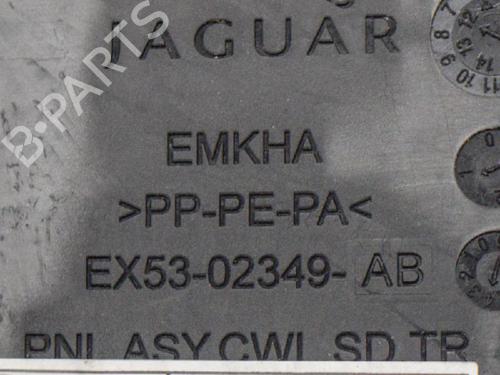 JAGUAR
EMKHA
>PP-PE-PA<
EX53-02349- AB
PNL ASY CWL SD TR
B-PARTS